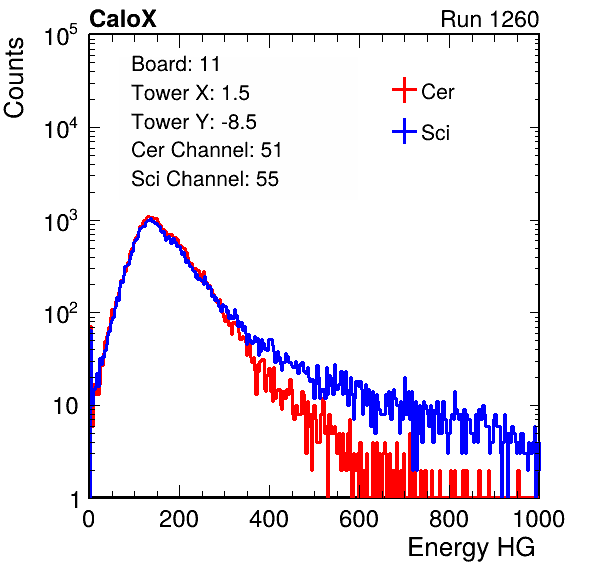 CaloX Run 1260
Counts
10^5
10^4
10^3
10^2
10
1
Board: 11
Tower X: 1.5
Tower Y: -8.5
Cer Channel: 51
Sci Channel: 55
Cer
Sci
0 200 400 600 800 1000
Energy HG